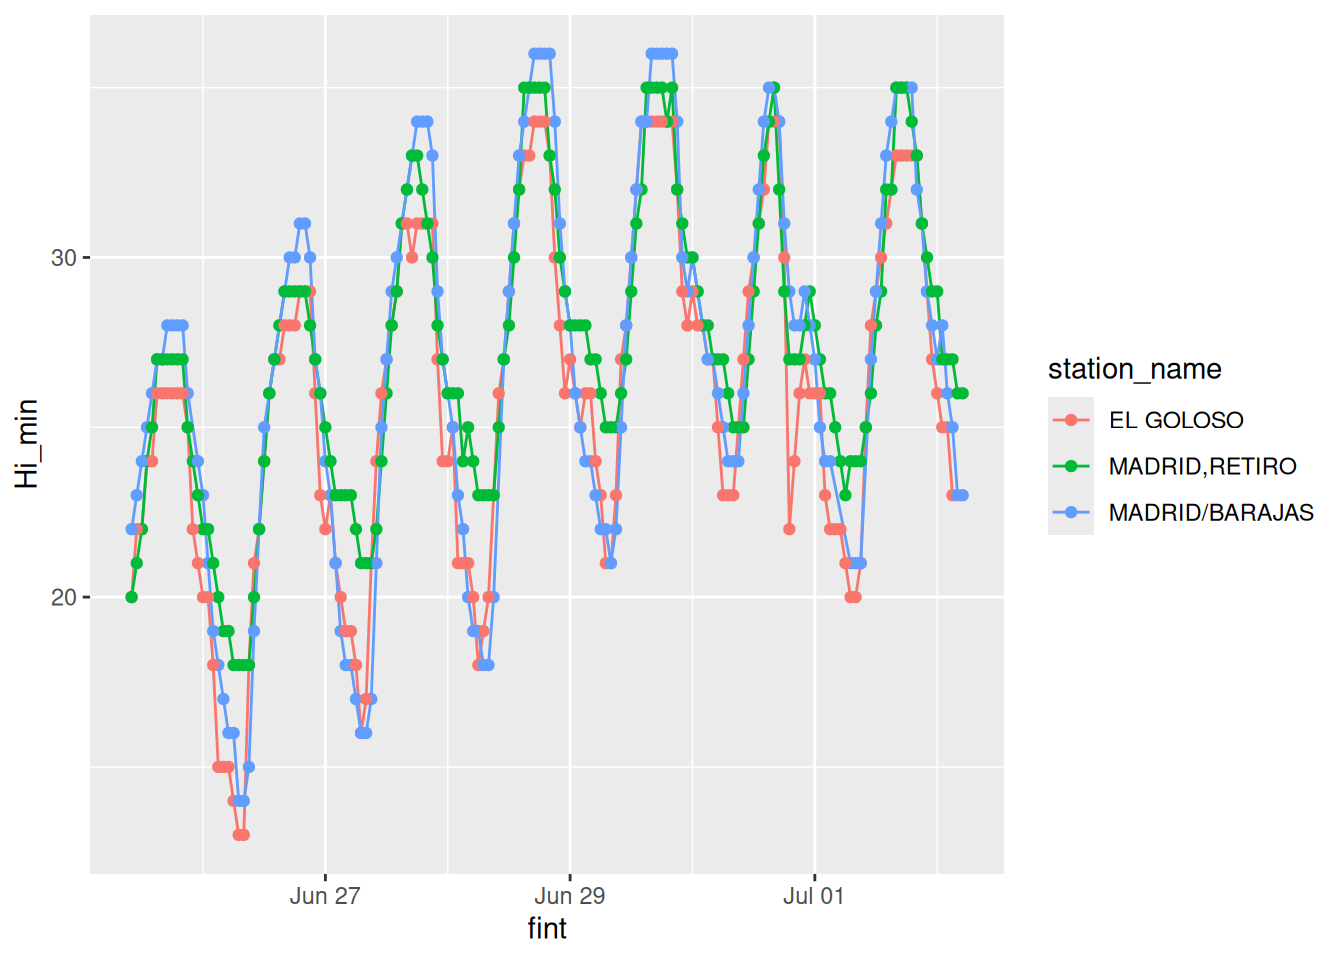 Hi_min
30
20
Jun 27
Jun 29
Jul 01
fint
station_name
EL GOLOSO
MADRID,RETIRO
MADRID/BARAJAS